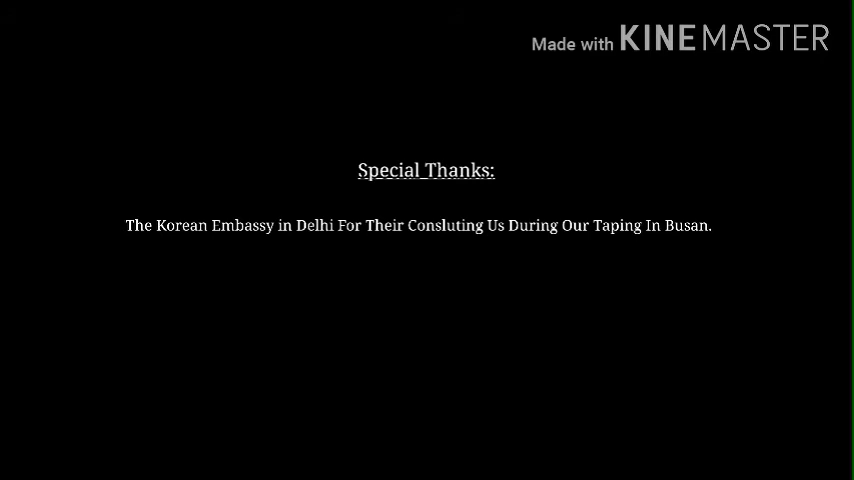 Made with KINEMASTER
Special Thanks:
The Korean Embassy in Delhi For Their Consluting Us During Our Taping In Busan.